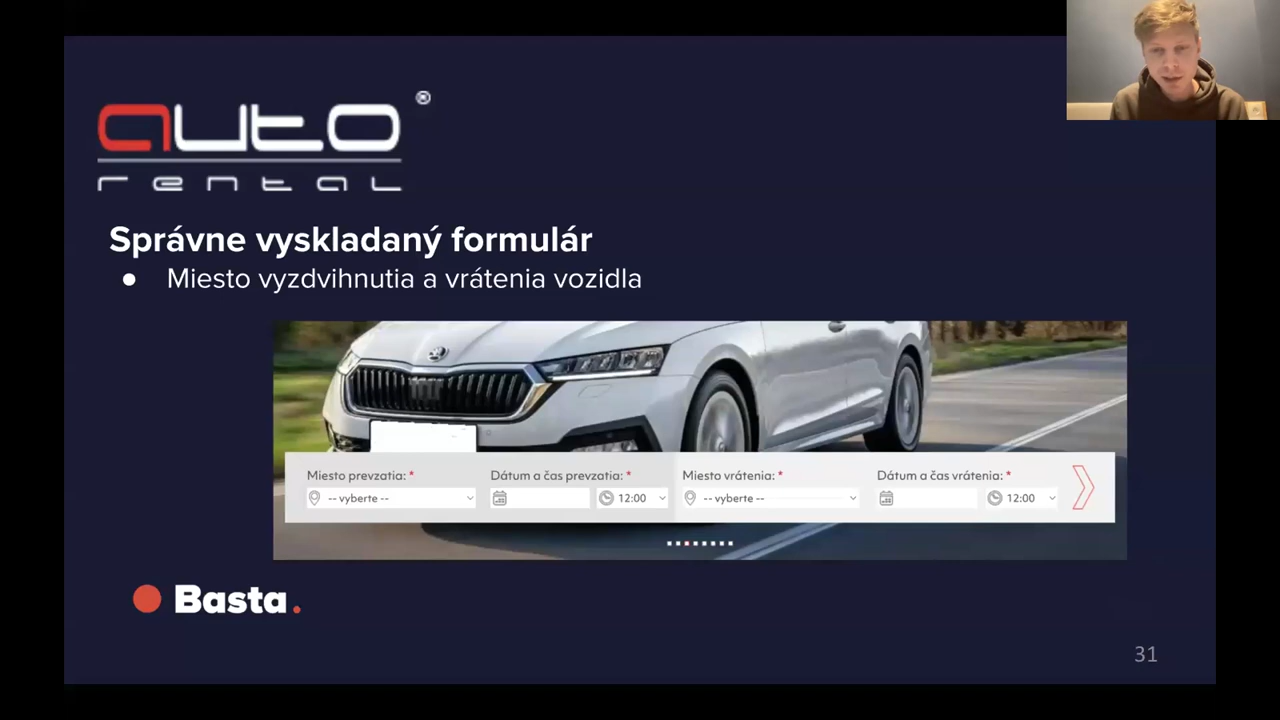 auto ®
rental
Správne vyskladaný formulár
● Miesto vyzdvihnutia a vrátenia vozidla
Miesto prevzatia: * Dátum a čas prevzatia: * Miesto vrátenia: * Dátum a čas vrátenia: *
-- vyberte -- 12:00 -- vyberte -- 12:00
Basta.
31